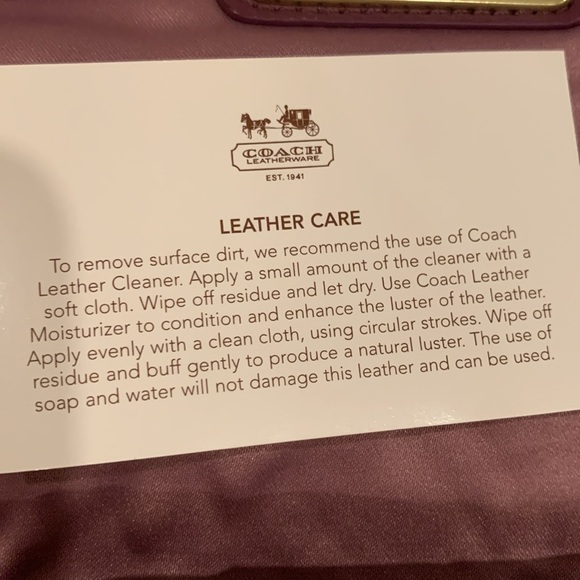 COACH
LEATHERWARE
EST. 1941
LEATHER CARE
To remove surface dirt, we recommend the use of Coach
Leather Cleaner. Apply a small amount of the cleaner with a
soft cloth. Wipe off residue and let dry. Use Coach Leather
Moisturizer to condition and enhance the luster of the leather.
Apply evenly with a clean cloth, using circular strokes. Wipe off
residue and buff gently to produce a natural luster. The use of
soap and water will not damage this leather and can be used.